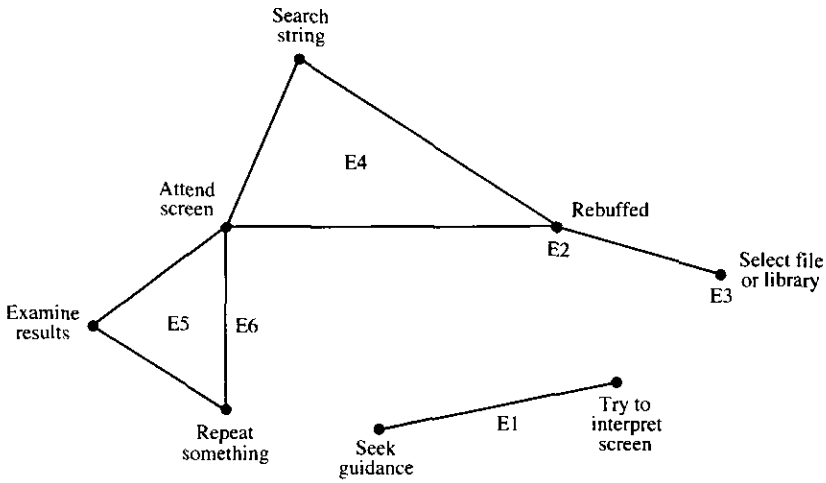 Search
string
E4
Attend
screen
Rebuffed
E2
Select file
or library
E3
Examine
results
E5
E6
Repeat
something
E1
Try to
interpret
screen
Seek
guidance